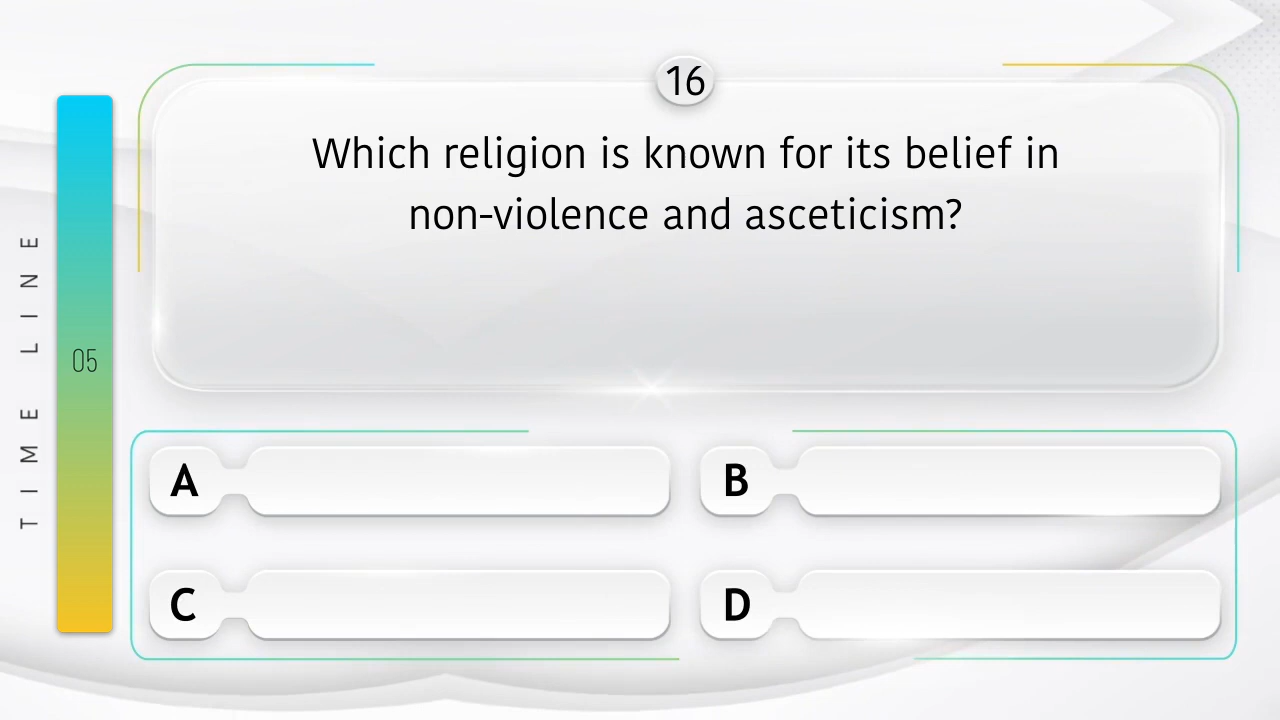 16
Which religion is known for its belief in
non-violence and asceticism?
TIME LINE
05
A
B
C
D